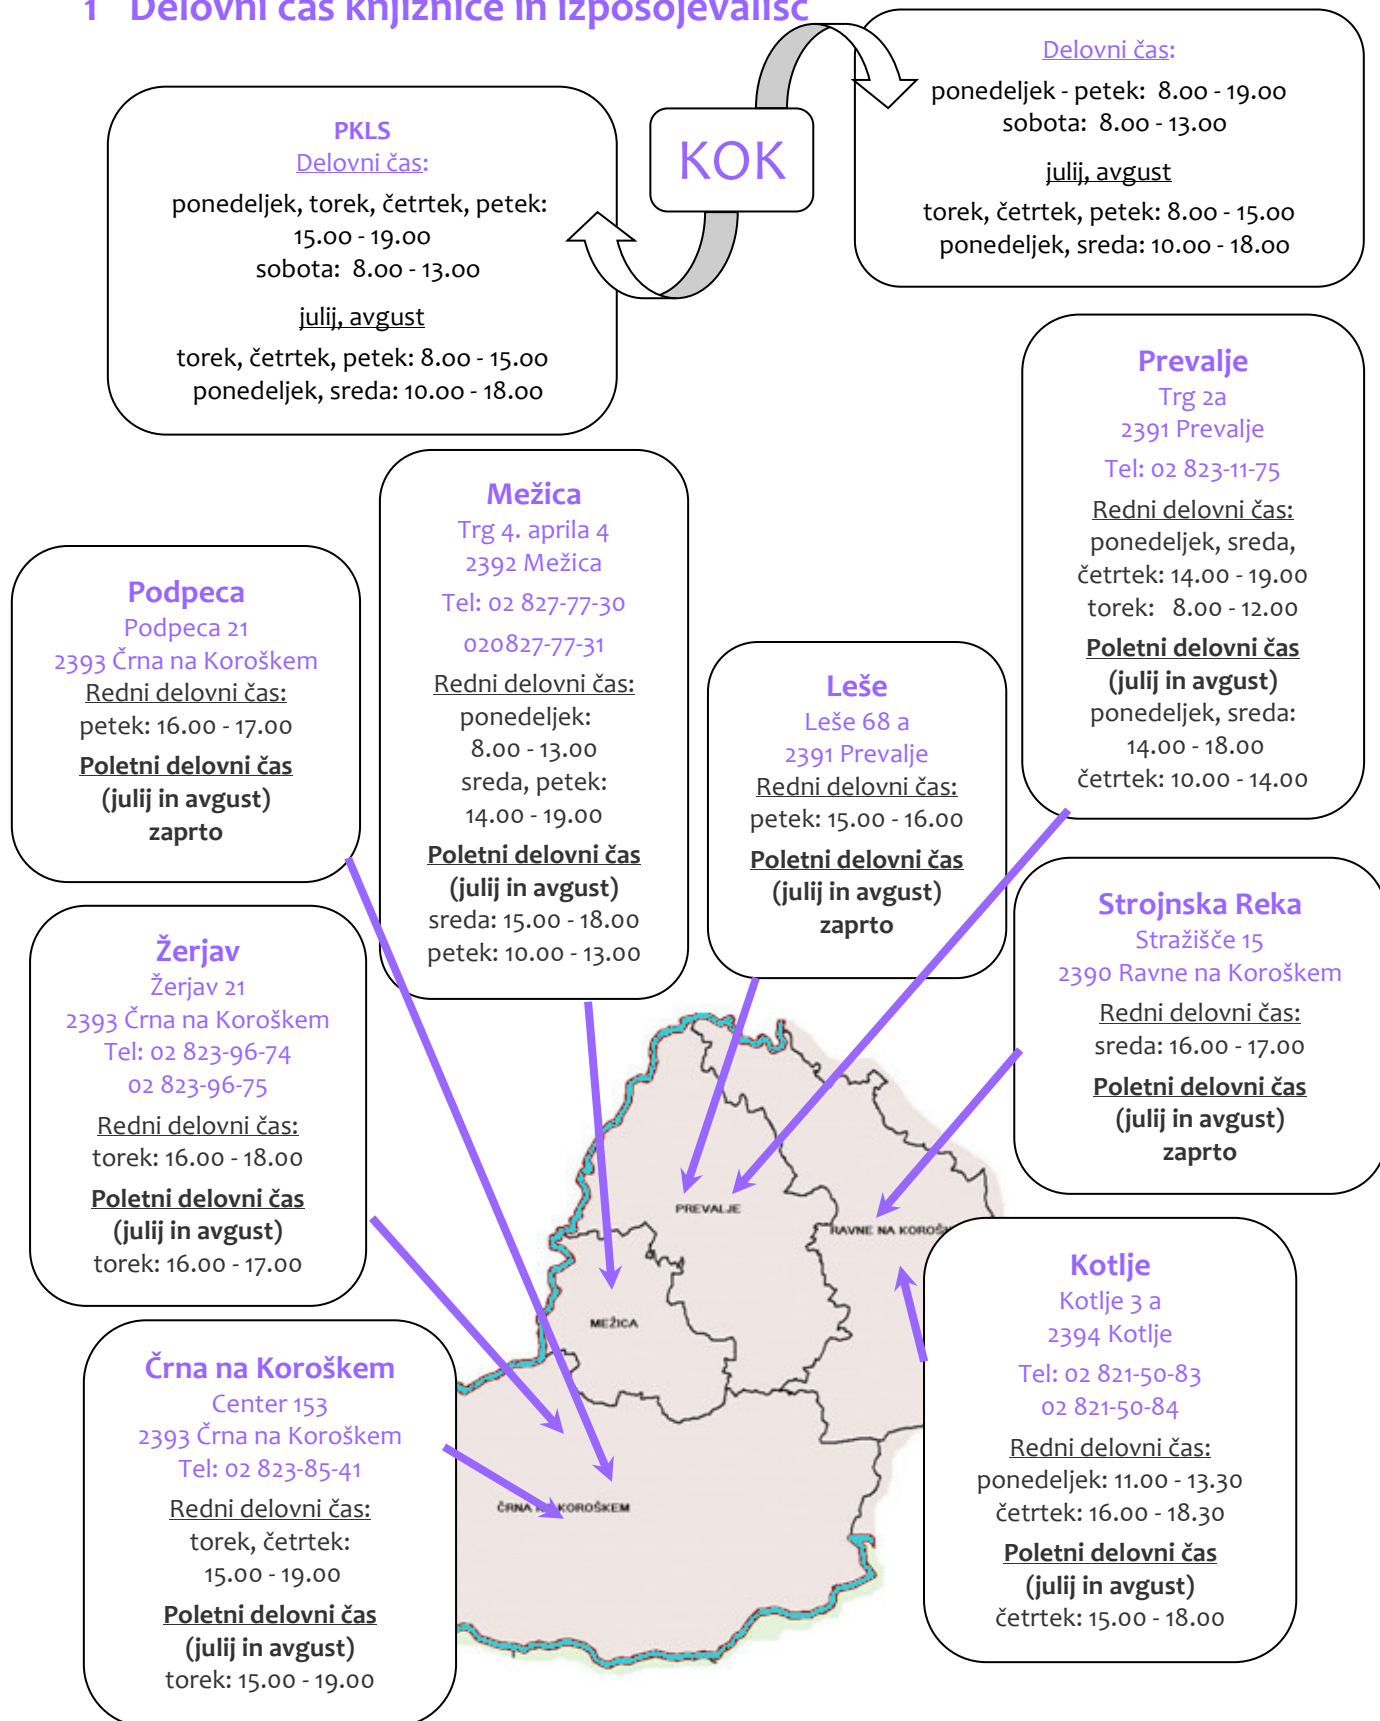 1 Delovni čas knjižnice in izposojevališč
Delovni čas:
ponedeljek - petek: 8.00 - 19.00
sobota: 8.00 - 13.00
julij, avgust
torek, četrtek, petek: 8.00 - 15.00
ponedeljek, sreda: 10.00 - 18.00
KOK
PKLS
Delovni čas:
ponedeljek, torek, četrtek, petek:
15.00 - 19.00
sobota: 8.00 - 13.00
julij, avgust
torek, četrtek, petek: 8.00 - 15.00
ponedeljek, sreda: 10.00 - 18.00
Prevalje
Trg 2a
2391 Prevalje
Tel: 02 823-11-75
Redni delovni čas:
ponedeljek, sreda,
četrtek: 14.00 - 19.00
torek: 8.00 - 12.00
Poletni delovni čas
(julij in avgust)
ponedeljek, sreda:
14.00 - 18.00
četrtek: 10.00 - 14.00
Mežica
Trg 4. aprila 4
2392 Mežica
Tel: 02 827-77-30
020827-77-31
Redni delovni čas:
ponedeljek:
8.00 - 13.00
sreda, petek:
14.00 - 19.00
Poletni delovni čas
(julij in avgust)
sreda: 15.00 - 18.00
petek: 10.00 - 13.00
Podpeca
Podpeca 21
2393 Črna na Koroškem
Redni delovni čas:
petek: 16.00 - 17.00
Poletni delovni čas
(julij in avgust)
zaprto
Leše
Leše 68 a
2391 Prevalje
Redni delovni čas:
petek: 15.00 - 16.00
Poletni delovni čas
(julij in avgust)
zaprto
Strojnska Reka
Stražišče 15
2390 Ravne na Koroškem
Redni delovni čas:
sreda: 16.00 - 17.00
Poletni delovni čas
(julij in avgust)
zaprto
Žerjav
Žerjav 21
2393 Črna na Koroškem
Tel: 02 823-96-74
02 823-96-75
Redni delovni čas:
torek: 16.00 - 18.00
Poletni delovni čas
(julij in avgust)
torek: 16.00 - 17.00
PREVALJE
RAVNE NA KOROŠK
MEŽICA
ČRNA NA KOROŠKEM
Kotlje
Kotlje 3 a
2394 Kotlje
Tel: 02 821-50-83
02 821-50-84
Redni delovni čas:
ponedeljek: 11.00 - 13.30
četrtek: 16.00 - 18.30
Poletni delovni čas
(julij in avgust)
četrtek: 15.00 - 18.00
Črna na Koroškem
Center 153
2393 Črna na Koroškem
Tel: 02 823-85-41
Redni delovni čas:
torek, četrtek:
15.00 - 19.00
Poletni delovni čas
(julij in avgust)
torek: 15.00 - 19.00